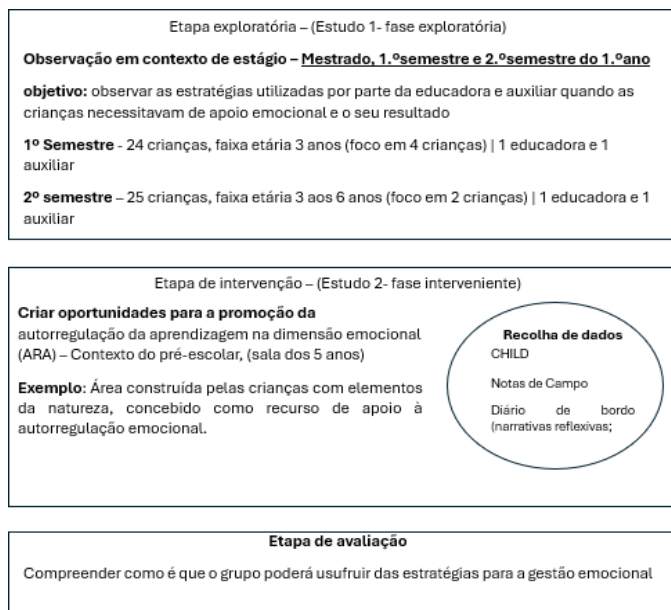 Etapa exploratória – (Estudo 1- fase exploratória)
Observação em contexto de estágio – Mestrado, 1.ºsemestre e 2.ºsemestre do 1.ºano
objetivo: observar as estratégias utilizadas por parte da educadora e auxiliar quando as
crianças necessitavam de apoio emocional e o seu resultado
1º Semestre - 24 crianças, faixa etária 3 anos (foco em 4 crianças) | 1 educadora e 1
auxiliar
2º semestre – 25 crianças, faixa etária 3 aos 6 anos (foco em 2 crianças) | 1 educadora e 1
auxiliar
Etapa de intervenção – (Estudo 2- fase interveniente)
Criar oportunidades para a promoção da
autorregulação da aprendizagem na dimensão emocional
(ARA) – Contexto do pré-escolar, (sala dos 5 anos)
Exemplo: Área construída pelas crianças com elementos
da natureza, concebido como recurso de apoio à
autorregulação emocional.
Recolha de dados
CHILD
Notas de Campo
Diário de bordo
(narrativas reflexivas;
Etapa de avaliação
Compreender como é que o grupo poderá usufruir das estratégias para a gestão emocional